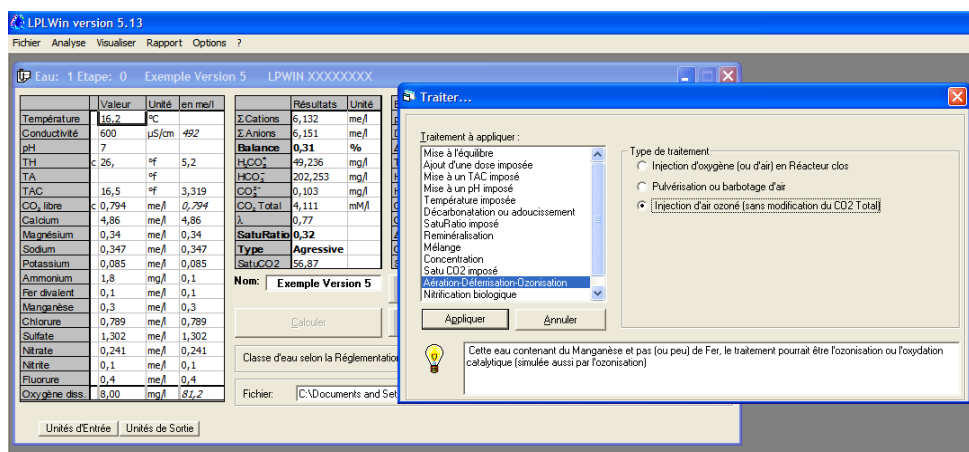 LPLWin version 5.13
Fichier Analyse Visualiser Rapport Options ?
Eau: 1 Etape: 0 Exemple Version 5 LPWIN XXXXXXXX
Valeur Unité en me/l
Température 16,2 °C
Conductivité 600 µS/cm 492
pH 7
TH c 26, °f 5,2
TA °f
TAC 16,5 °f 3,319
CO₂ libre c 0,794 me/l 0,794
Calcium 4,86 me/l 4,86
Magnésium 0,34 me/l 0,34
Sodium 0,347 me/l 0,347
Potassium 0,085 me/l 0,085
Ammonium 1,8 mg/l 0,1
Fer divalent 0,1 me/l 0,1
Manganèse 0,3 me/l 0,3
Chlorure 0,789 me/l 0,789
Sulfate 1,302 me/l 1,302
Nitrate 0,241 me/l 0,241
Nitrite 0,1 me/l 0,1
Fluorure 0,4 me/l 0,4
Oxygène diss. 8,00 mg/l 81,2
Unités d'Entrée Unités de Sortie
Résultats Unité
Σ Cations 6,132 me/l
Σ Anions 6,151 me/l
Balance 0,31 %
H₂CO₃* 49,236 mg/l
HCO₃⁻ 202,253 mg/l
CO₃²⁻ 0,103 mg/l
CO₂ Total 4,111 mM/l
λ 0,77
SatuRatio 0,32
Type Agressive
SatuCO2 56,87
Nom: Exemple Version 5
Calculer
Classe d'eau selon la Réglementation
Fichier: C:\Documents and Set
Traiter...
Traitement à appliquer :
Mise à l'équilibre
Ajout d'une dose imposée
Mise à un TAC imposé
Mise à un pH imposé
Température imposée
Décarbonatation ou adoucissement
SatuRatio imposé
Reminéralisation
Mélange
Concentration
Satu CO2 imposé
Aération-Déferrisation-Ozonisation
Nitrification biologique
Type de traitement
Injection d'oxygène (ou d'air) en Réacteur clos
Pulvérisation ou barbotage d'air
Injection d'air ozoné (sans modification du CO2 Total)
Appliquer Annuler
Cette eau contenant du Manganèse et pas (ou peu) de Fer, le traitement pourrait être l'ozonisation ou l'oxydation
catalytique (simulée aussi par l'ozonisation)